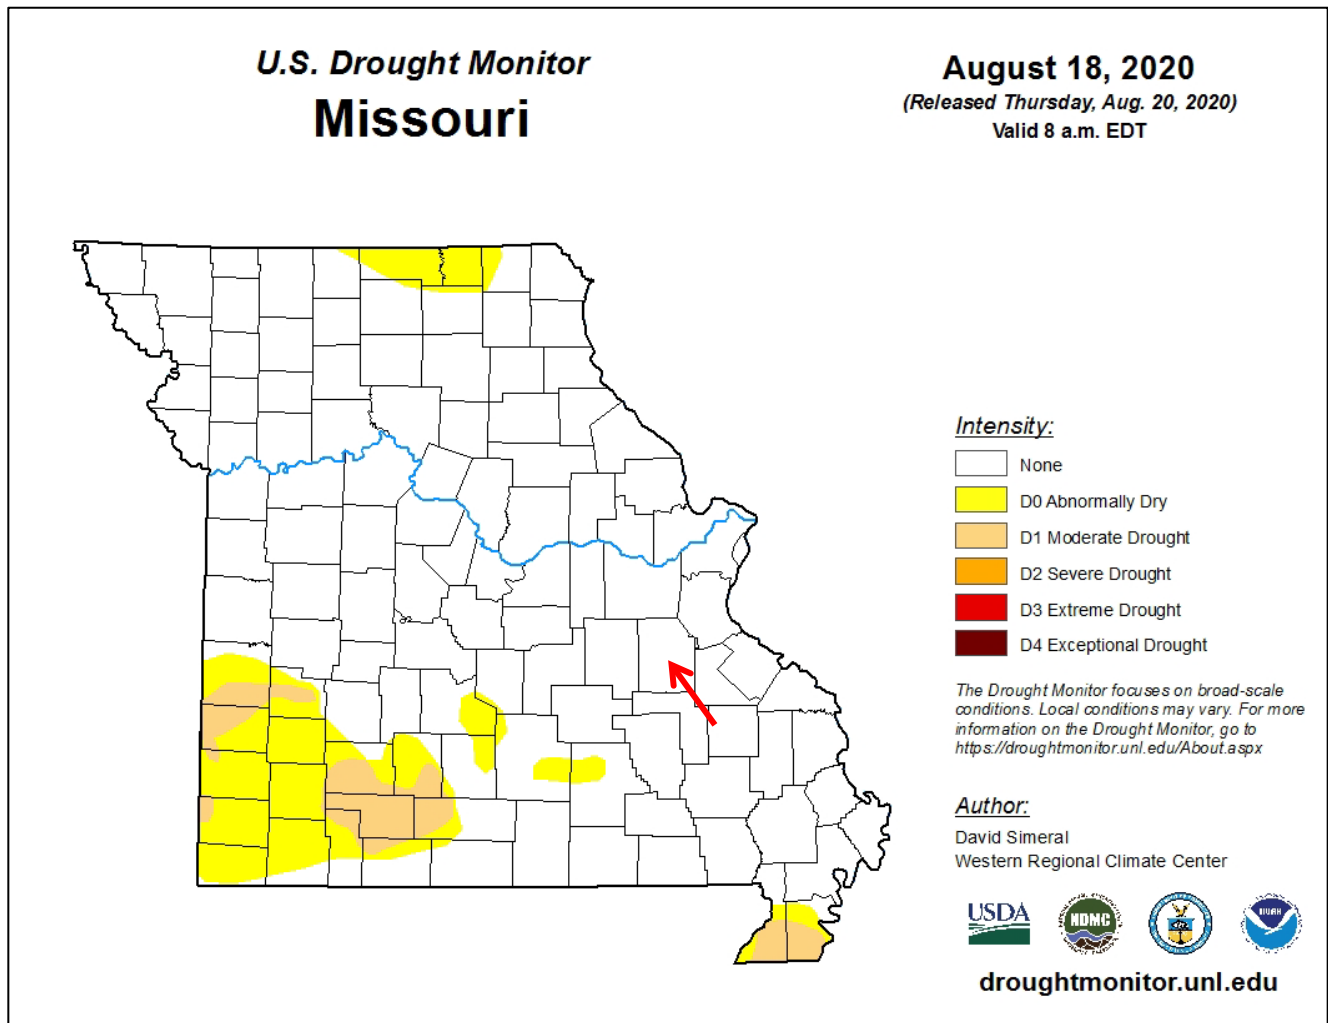 U.S. Drought Monitor
Missouri
August 18, 2020
(Released Thursday, Aug. 20, 2020)
Valid 8 a.m. EDT
Intensity:
None
D0 Abnormally Dry
D1 Moderate Drought
D2 Severe Drought
D3 Extreme Drought
D4 Exceptional Drought
The Drought Monitor focuses on broad-scale
conditions. Local conditions may vary. For more
information on the Drought Monitor, go to
https://droughtmonitor.unl.edu/About.aspx
Author:
David Simeral
Western Regional Climate Center
USDA
NDMC
NOAA
droughtmonitor.unl.edu